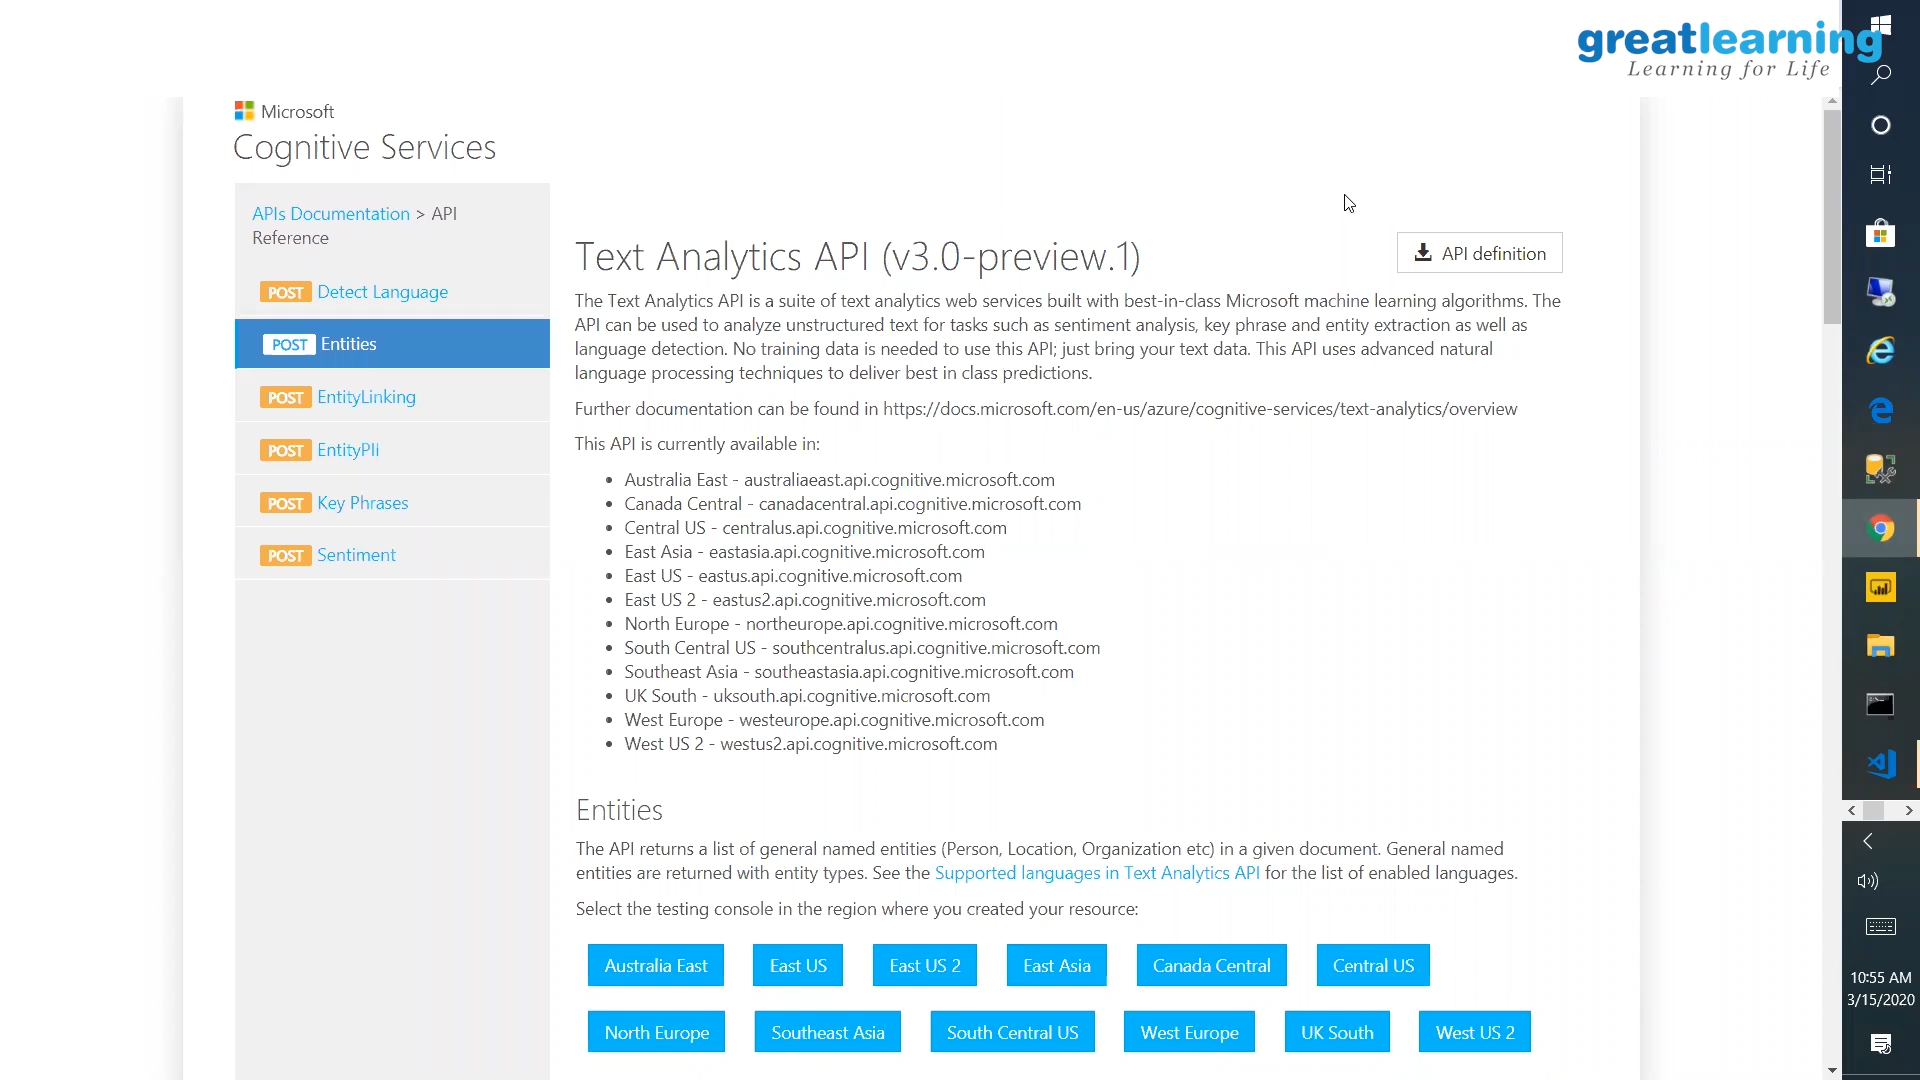 greatlearning
Learning for Life
Microsoft
Cognitive Services
APIs Documentation > API
Reference
POST Detect Language
POST Entities
POST EntityLinking
POST EntityPII
POST Key Phrases
POST Sentiment
Text Analytics API (v3.0-preview.1)
API definition
The Text Analytics API is a suite of text analytics web services built with best-in-class Microsoft machine learning algorithms. The
API can be used to analyze unstructured text for tasks such as sentiment analysis, key phrase and entity extraction as well as
language detection. No training data is needed to use this API; just bring your text data. This API uses advanced natural
language processing techniques to deliver best in class predictions.
Further documentation can be found in https://docs.microsoft.com/en-us/azure/cognitive-services/text-analytics/overview
This API is currently available in:
• Australia East - australiaeast.api.cognitive.microsoft.com
• Canada Central - canadacentral.api.cognitive.microsoft.com
• Central US - centralus.api.cognitive.microsoft.com
• East Asia - eastasia.api.cognitive.microsoft.com
• East US - eastus.api.cognitive.microsoft.com
• East US 2 - eastus2.api.cognitive.microsoft.com
• North Europe - northeurope.api.cognitive.microsoft.com
• South Central US - southcentralus.api.cognitive.microsoft.com
• Southeast Asia - southeastasia.api.cognitive.microsoft.com
• UK South - uksouth.api.cognitive.microsoft.com
• West Europe - westeurope.api.cognitive.microsoft.com
• West US 2 - westus2.api.cognitive.microsoft.com
Entities
The API returns a list of general named entities (Person, Location, Organization etc) in a given document. General named
entities are returned with entity types. See the Supported languages in Text Analytics API for the list of enabled languages.
Select the testing console in the region where you created your resource:
Australia East East US East US 2 East Asia Canada Central Central US
North Europe Southeast Asia South Central US West Europe UK South West US 2
10:55 AM
3/15/2020